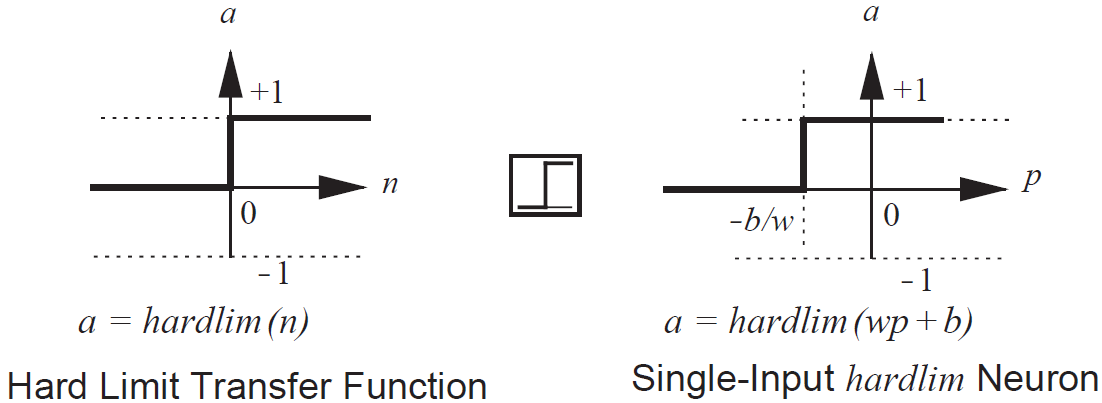 a
+1
n
0
-1
a = hardlim(n)
Hard Limit Transfer Function
a
+1
p
-b/w
0
-1
a = hardlim(wp + b)
Single-Input hardlim Neuron